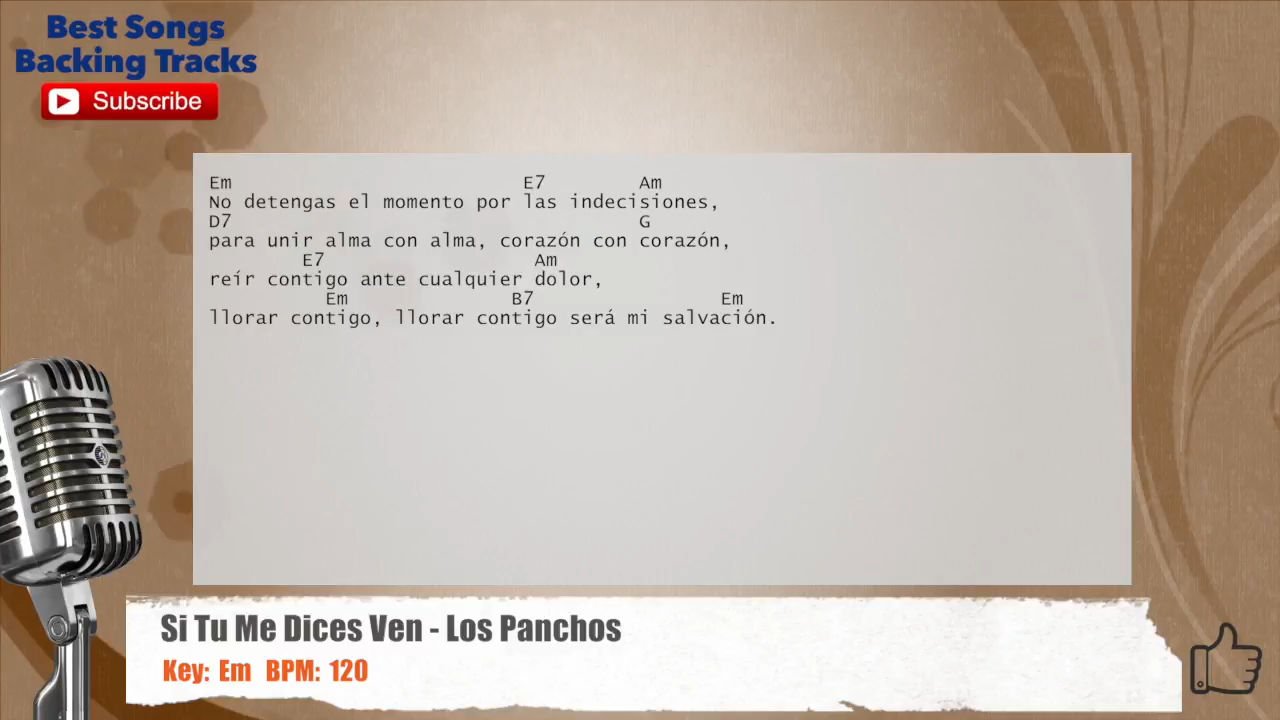 Best Songs
Backing Tracks
Subscribe
Em E7 Am
No detengas el momento por las indecisiones,
D7 G
para unir alma con alma, corazón con corazón,
E7 Am
reír contigo ante cualquier dolor,
Em B7 Em
llorar contigo, llorar contigo será mi salvación.
Si Tu Me Dices Ven - Los Panchos
Key: Em BPM: 120